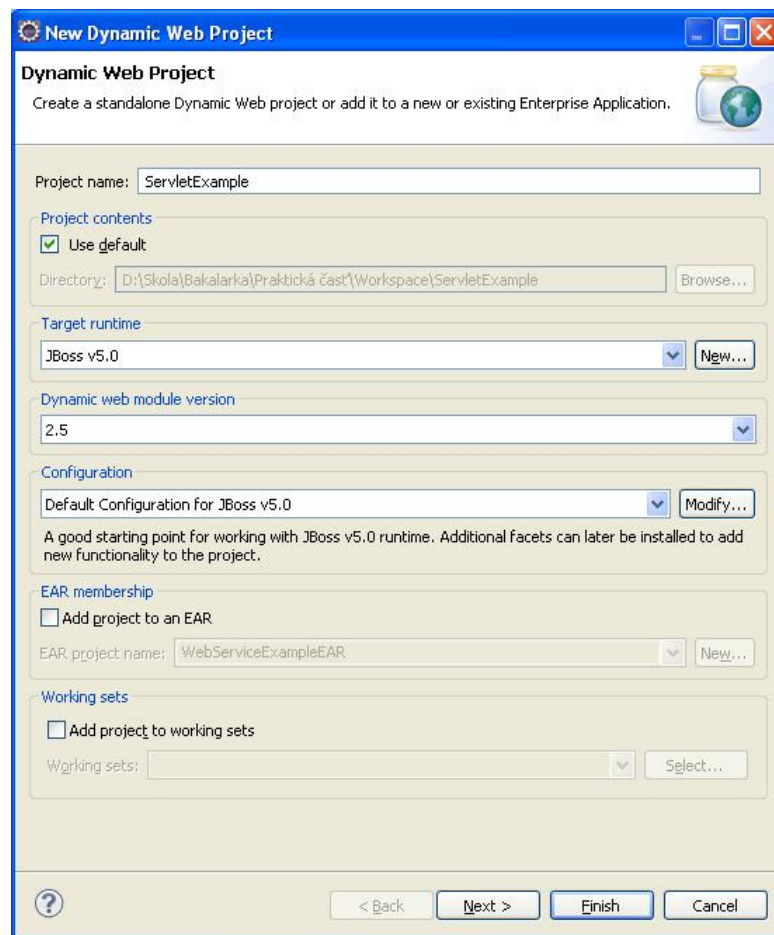 New Dynamic Web Project
Dynamic Web Project
Create a standalone Dynamic Web project or add it to a new or existing Enterprise Application.
Project name: ServletExample
Project contents
Use default
Directory: D:\Skola\Bakalarka\Praktická časť\Workspace\ServletExample Browse...
Target runtime
JBoss v5.0 New...
Dynamic web module version
2.5
Configuration
Default Configuration for JBoss v5.0 Modify...
A good starting point for working with JBoss v5.0 runtime. Additional facets can later be installed to add
new functionality to the project.
EAR membership
Add project to an EAR
EAR project name: WebServiceExampleEAR New...
Working sets
Add project to working sets
Working sets: Select...
? < Back Next > Finish Cancel